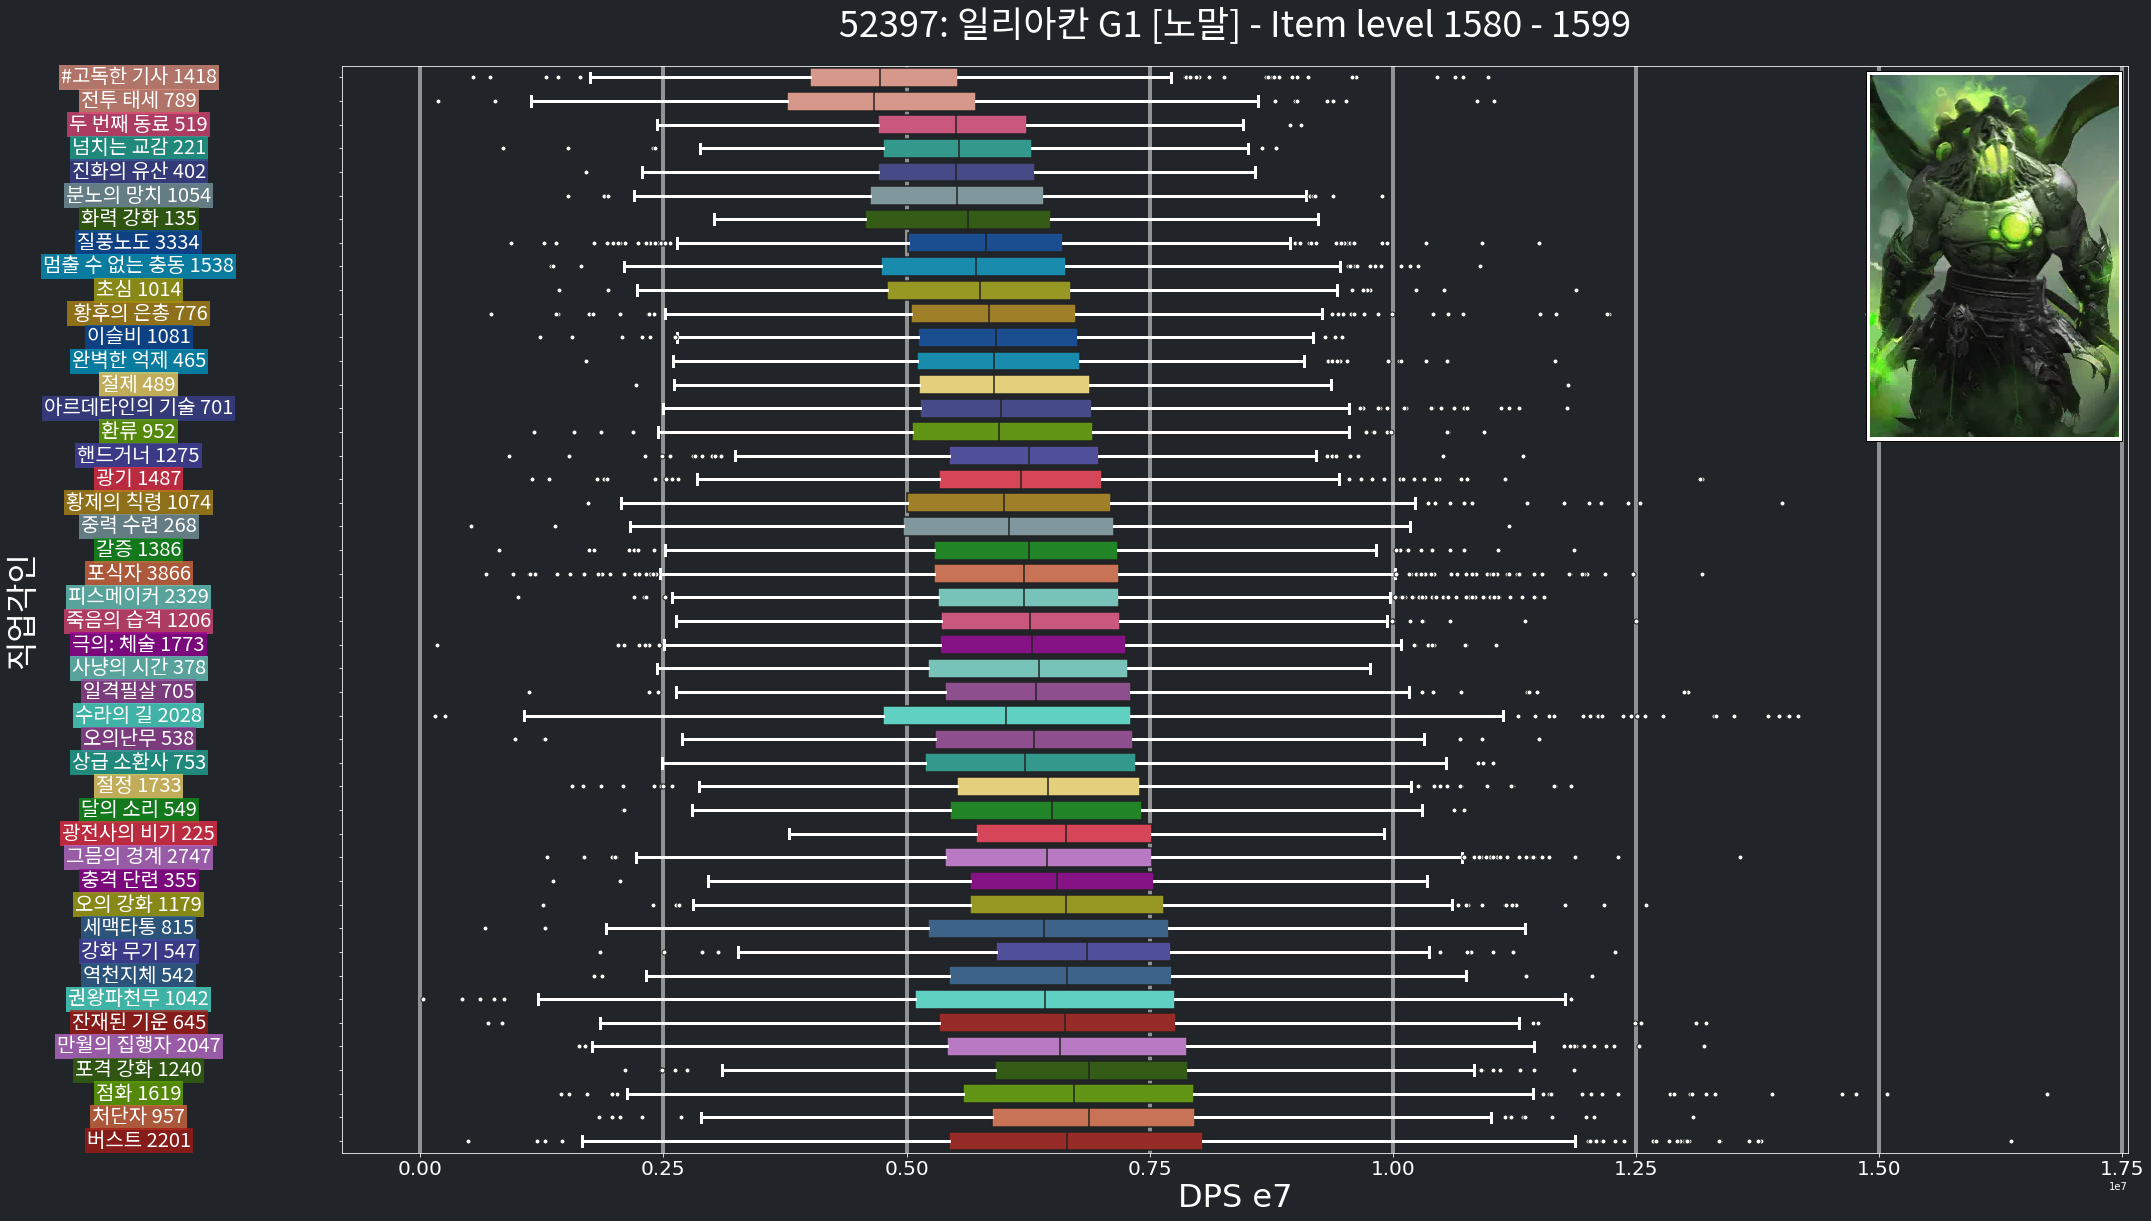 52397: 일리아칸 G1 [노말] - Item level 1580 - 1599
#고독한 기사 1418
전투 태세 789
두 번째 동료 519
넘치는 교감 221
진화의 유산 402
분노의 망치 1054
화력 강화 135
질풍노도 3334
멈출 수 없는 충동 1538
초심 1014
황후의 은총 776
이슬비 1081
완벽한 억제 465
절제 489
아르데타인의 기술 701
환류 952
핸드거너 1275
광기 1487
황제의 칙령 1074
중력 수련 268
갈증 1386
포식자 3866
피스메이커 2329
죽음의 습격 1206
극의: 체술 1773
사냥의 시간 378
일격필살 705
수라의 길 2028
오의난무 538
상급 소환사 753
절정 1733
달의 소리 549
광전사의 비기 225
그믐의 경계 2747
충격 단련 355
오의 강화 1179
세맥타통 815
강화 무기 547
역천지체 542
권왕파천무 1042
잔재된 기운 645
만월의 집행자 2047
포격 강화 1240
점화 1619
처단자 957
버스트 2201
직업각인
0.00 0.25 0.50 0.75 1.00 1.25 1.50 1.75
DPS e7
1e7